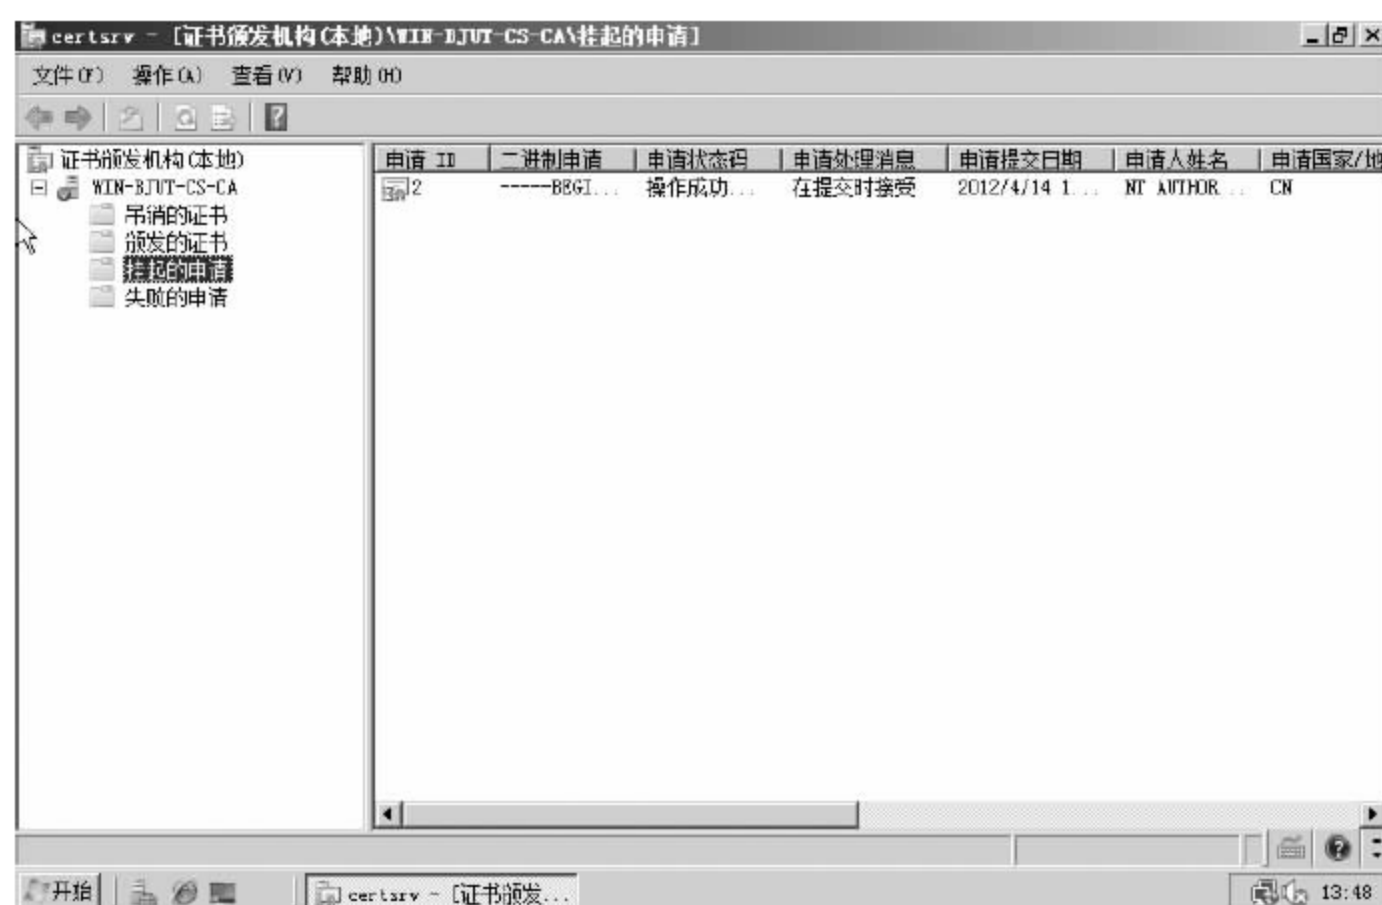 certsrv - [证书颁发机构(本地)\WIN-BJUT-CS-CA\挂起的申请]
文件(F) 操作(A) 查看(V) 帮助(H)
证书颁发机构(本地)
WIN-BJUT-CS-CA
吊销的证书
颁发的证书
挂起的申请
失败的申请
申请 ID 二进制申请 申请状态码 申请处理消息 申请提交日期 申请人姓名 申请国家/地
2 -----BEGI... 操作成功... 在提交时接受 2012/4/14 1... NT AUTHOR... CN
开始 certsrv - [证书颁发... 13:48